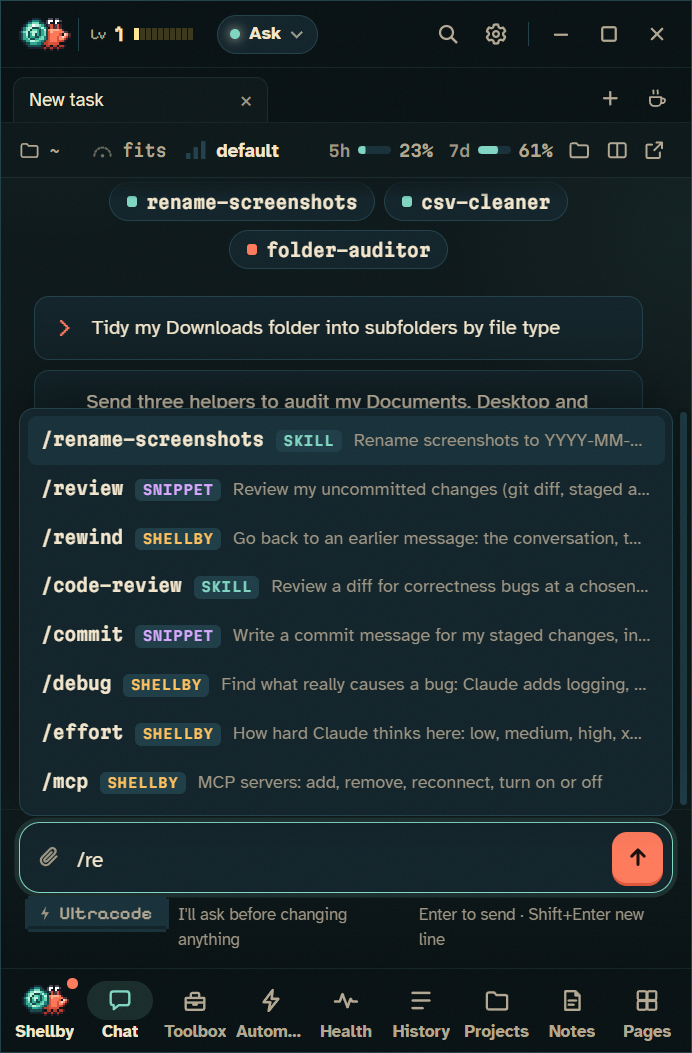 Lv 1
Ask
New task
~ fits default 5h 23% 7d 61%
rename-screenshots
csv-cleaner
folder-auditor
Tidy my Downloads folder into subfolders by file type
Send three helpers to audit my Documents, Desktop and
/rename-screenshots SKILL Rename screenshots to YYYY-MM-...
/review SNIPPET Review my uncommitted changes (git diff, staged a...
/rewind SHELLBY Go back to an earlier message: the conversation, t...
/code-review SKILL Review a diff for correctness bugs at a chosen...
/commit SNIPPET Write a commit message for my staged changes, in...
/debug SHELLBY Find what really causes a bug: Claude adds logging, ...
/effort SHELLBY How hard Claude thinks here: low, medium, high, x...
/mcp SHELLBY MCP servers: add, remove, reconnect, turn on or off
/re
Ultracode
I'll ask before changing
anything
Enter to send · Shift+Enter new
line
Shellby Chat Toolbox Autom... Health History Projects Notes Pages